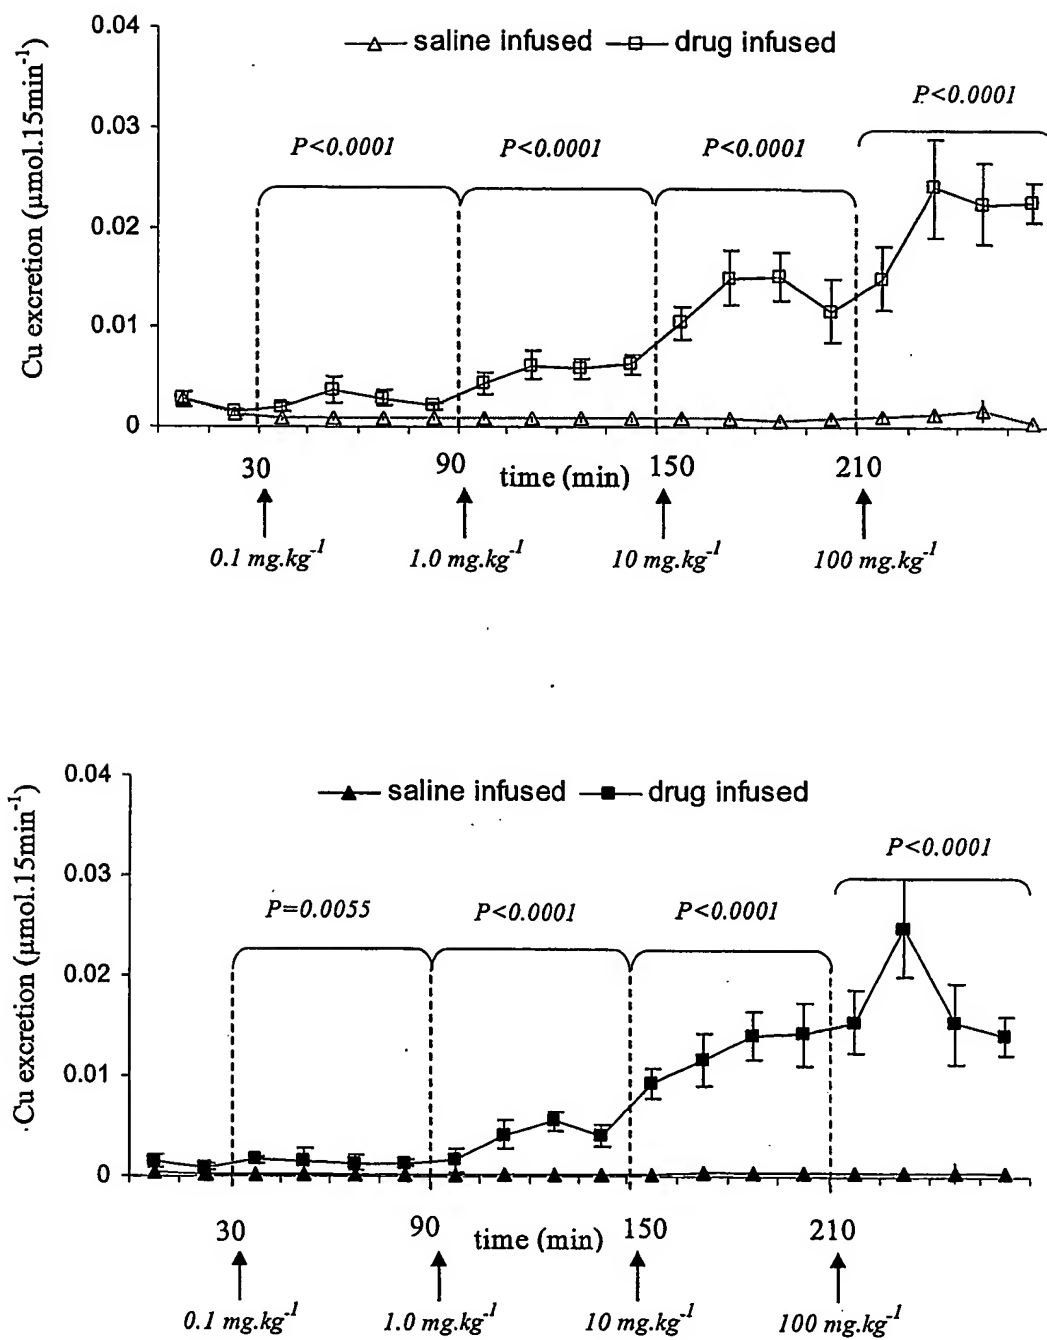 0.04
saline infused drug infused
P<0.0001
0.03
P<0.0001 P<0.0001 P<0.0001
0.02
0.01
0
Cu excretion (µmol.15min⁻¹)
30 90 time (min) 150 210
0.1 mg.kg⁻¹ 1.0 mg.kg⁻¹ 10 mg.kg⁻¹ 100 mg.kg⁻¹
0.04
saline infused drug infused
P<0.0001
0.03
P=0.0055 P<0.0001 P<0.0001
0.02
0.01
0
Cu excretion (µmol.15min⁻¹)
30 90 time (min) 150 210
0.1 mg.kg⁻¹ 1.0 mg.kg⁻¹ 10 mg.kg⁻¹ 100 mg.kg⁻¹